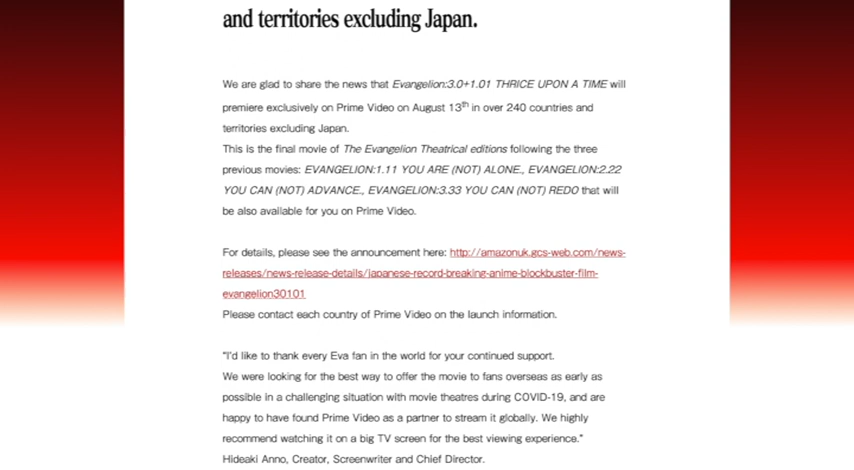 and territories excluding Japan.
We are glad to share the news that Evangelion:3.0+1.01 THRICE UPON A TIME will
premiere exclusively on Prime Video on August 13th in over 240 countries and
territories excluding Japan.
This is the final movie of The Evangelion Theatrical editions following the three
previous movies: EVANGELION:1.11 YOU ARE (NOT) ALONE., EVANGELION:2.22
YOU CAN (NOT) ADVANCE., EVANGELION:3.33 YOU CAN (NOT) REDO that will
be also available for you on Prime Video.
For details, please see the announcement here: http://amazonuk.gcs-web.com/news-
releases/news-release-details/japanese-record-breaking-anime-blockbuster-film-
evangelion30101
Please contact each country of Prime Video on the launch information.
"I'd like to thank every Eva fan in the world for your continued support.
We were looking for the best way to offer the movie to fans overseas as early as
possible in a challenging situation with movie theatres during COVID-19, and are
happy to have found Prime Video as a partner to stream it globally. We highly
recommend watching it on a big TV screen for the best viewing experience."
Hideaki Anno, Creator, Screenwriter and Chief Director.